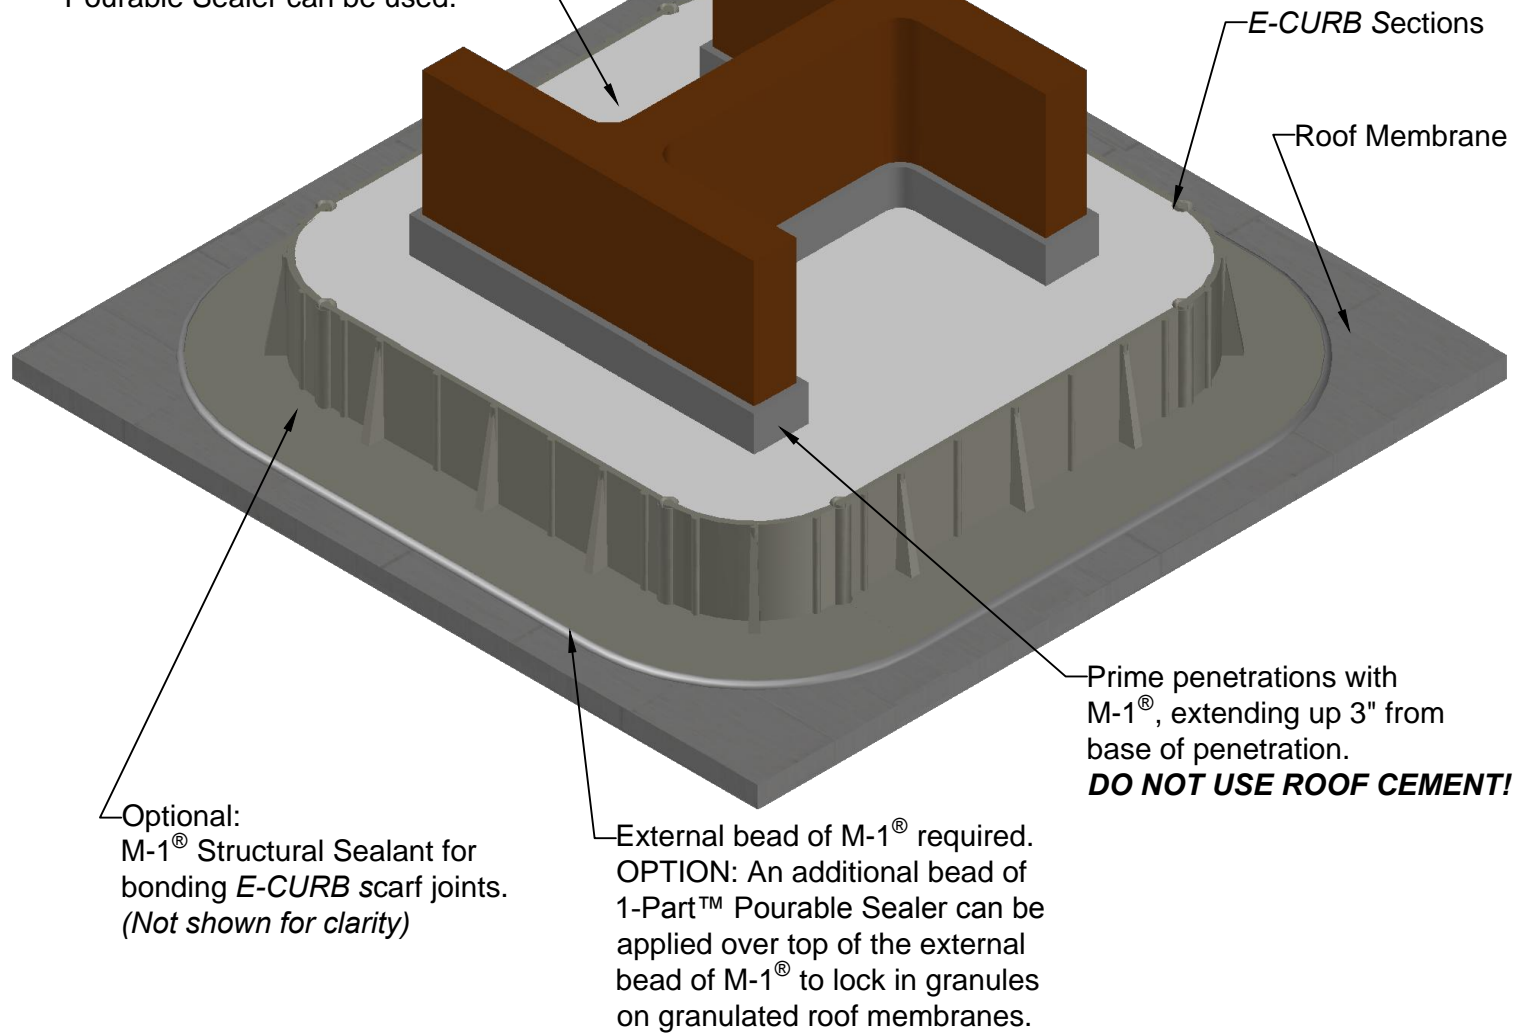 Pourable Sealer can be used.
E-CURB Sections
Roof Membrane
Prime penetrations with
M-1®, extending up 3" from
base of penetration.
DO NOT USE ROOF CEMENT!
Optional:
M-1® Structural Sealant for
bonding E-CURB scarf joints.
(Not shown for clarity)
External bead of M-1® required.
OPTION: An additional bead of
1-Part™ Pourable Sealer can be
applied over top of the external
bead of M-1® to lock in granules
on granulated roof membranes.